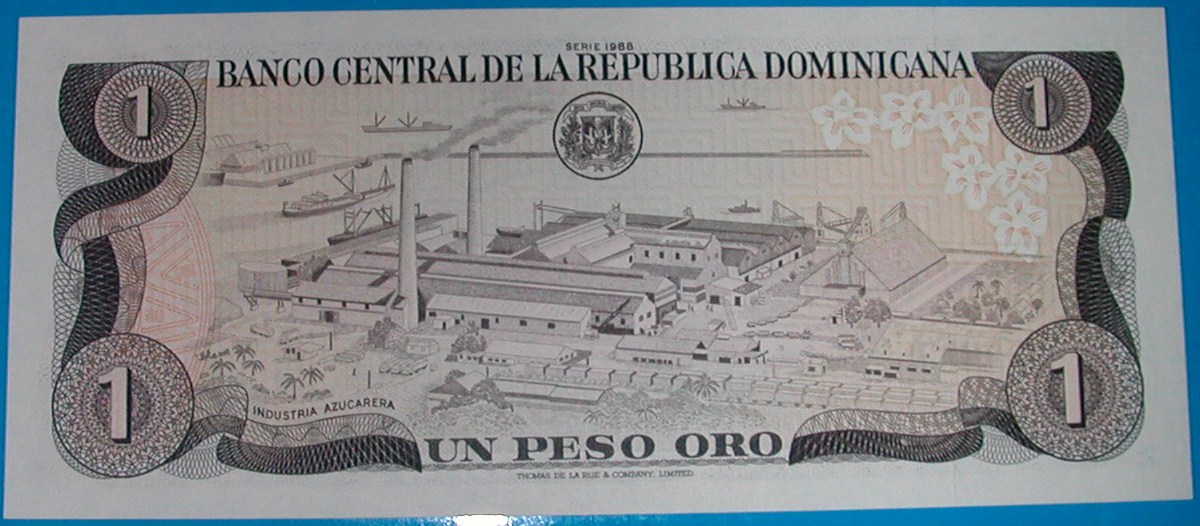 SERIE 1988
BANCO CENTRAL DE LA REPUBLICA DOMINICANA
1
1
INDUSTRIA AZUCARERA
1
1
UN PESO ORO
THOMAS DE LA RUE & COMPANY, LIMITED.